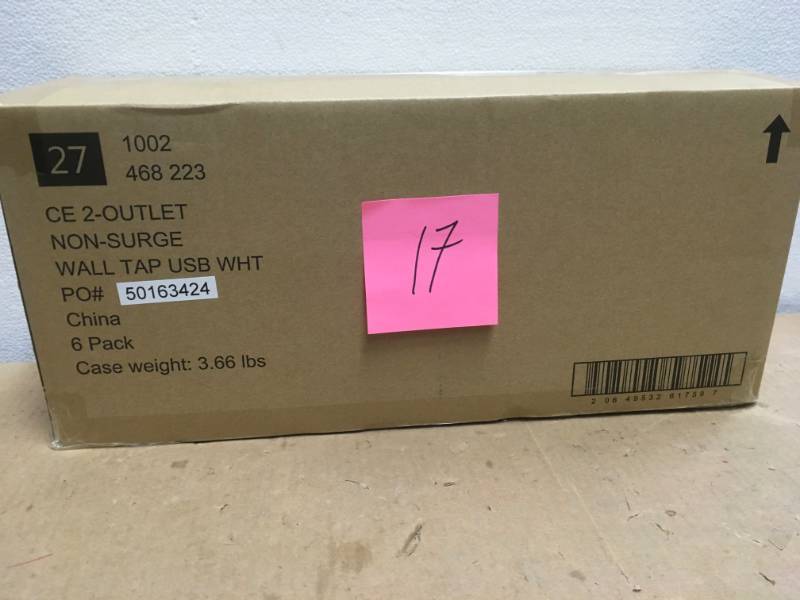 27
1002
468 223
CE 2-OUTLET
NON-SURGE
WALL TAP USB WHT
PO# 50163424
China
6 Pack
Case weight: 3.66 lbs
17